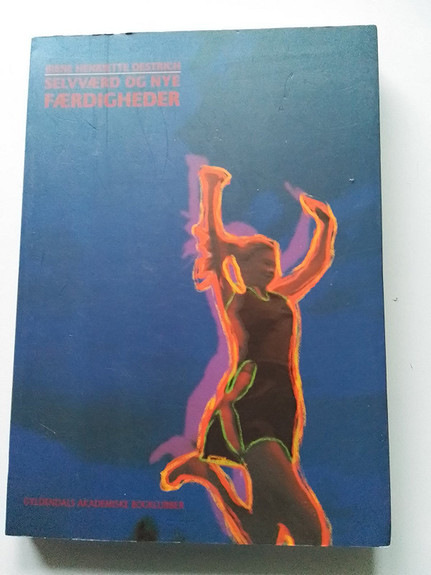 IRENE HENRIETTE OESTRICH
SELVVÆRD OG NYE
FÆRDIGHEDER
GYLDENDALS AKADEMISKE BOGKLUBBER